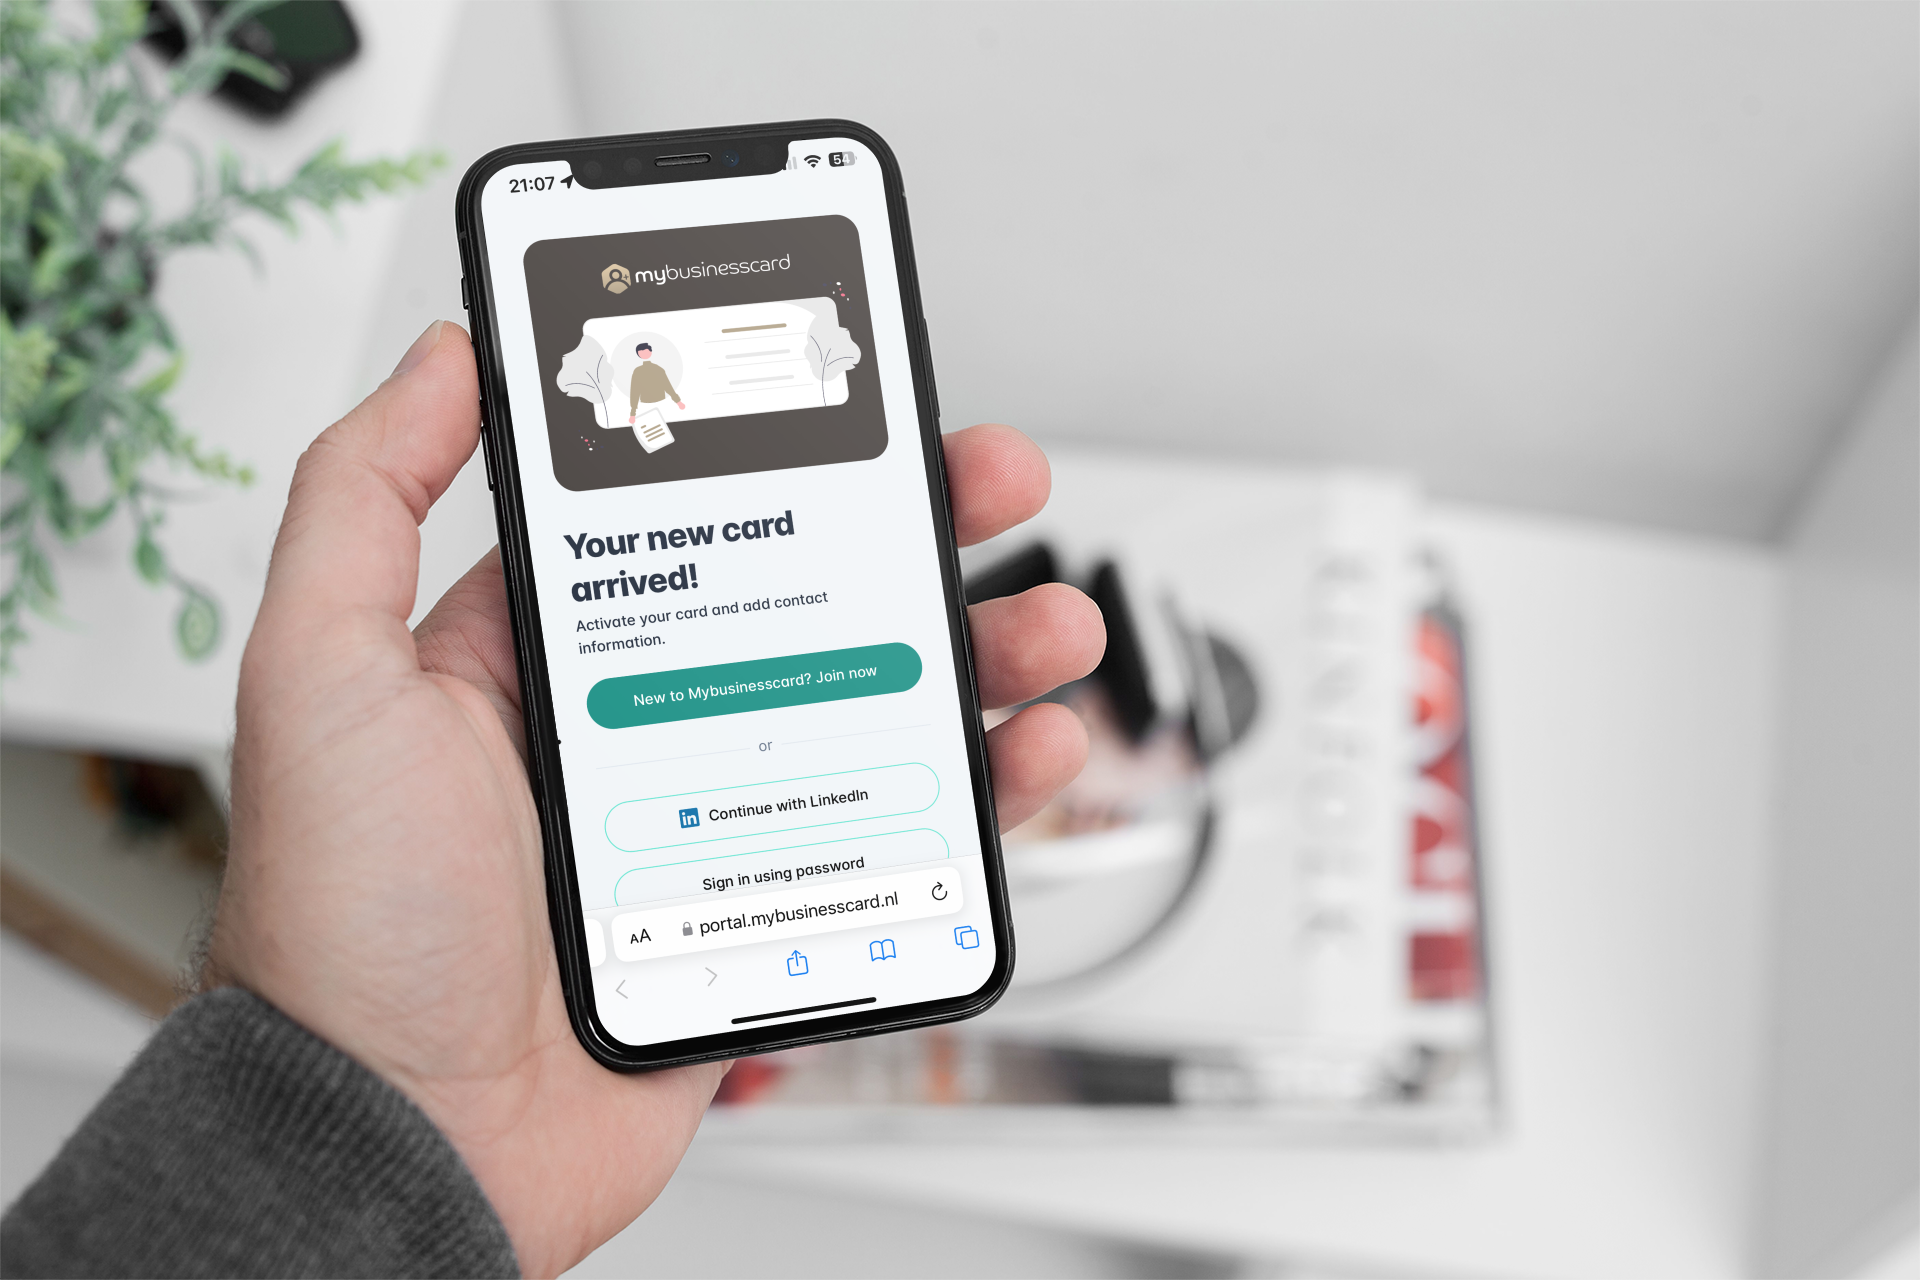 21:07
54
mybusinesscard
Your new card
arrived!
Activate your card and add contact
information.
New to Mybusinesscard? Join now
or
in Continue with LinkedIn
Sign in using password
AA portal.mybusinesscard.nl